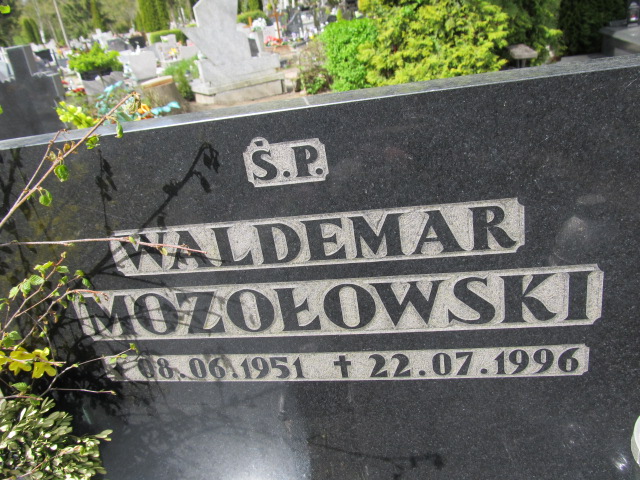 Ś.P.
WALDEMAR
MOZOŁOWSKI
* 08.06.1951 † 22.07.1996